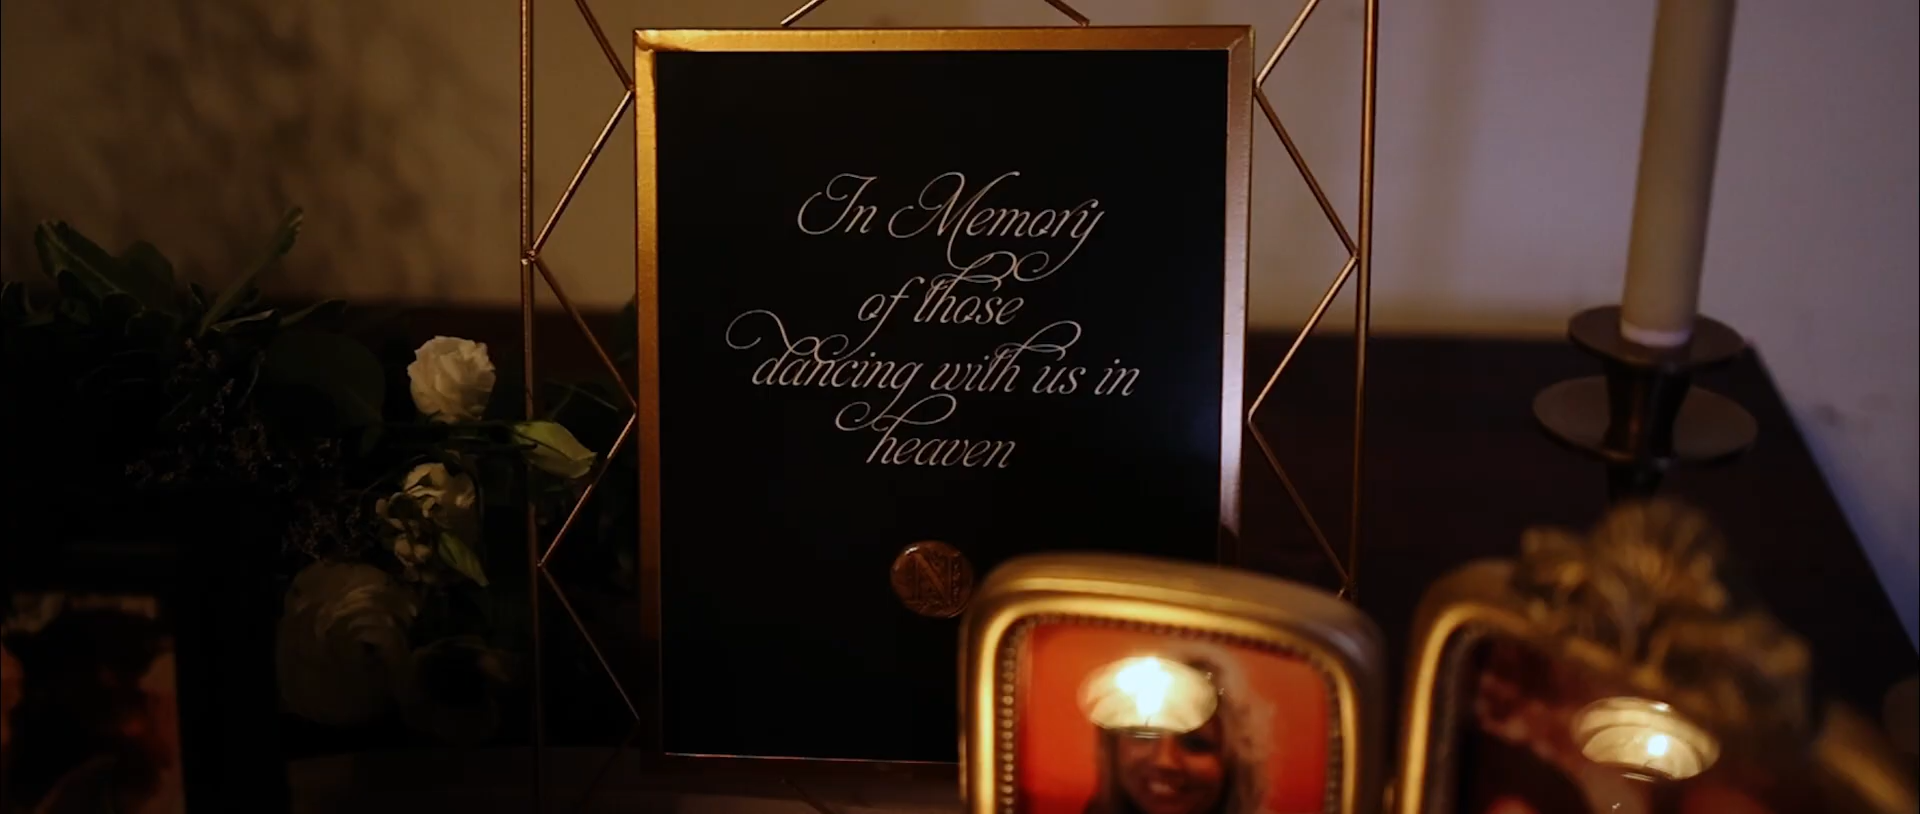 In Memory
of those
dancing with us in
heaven
N